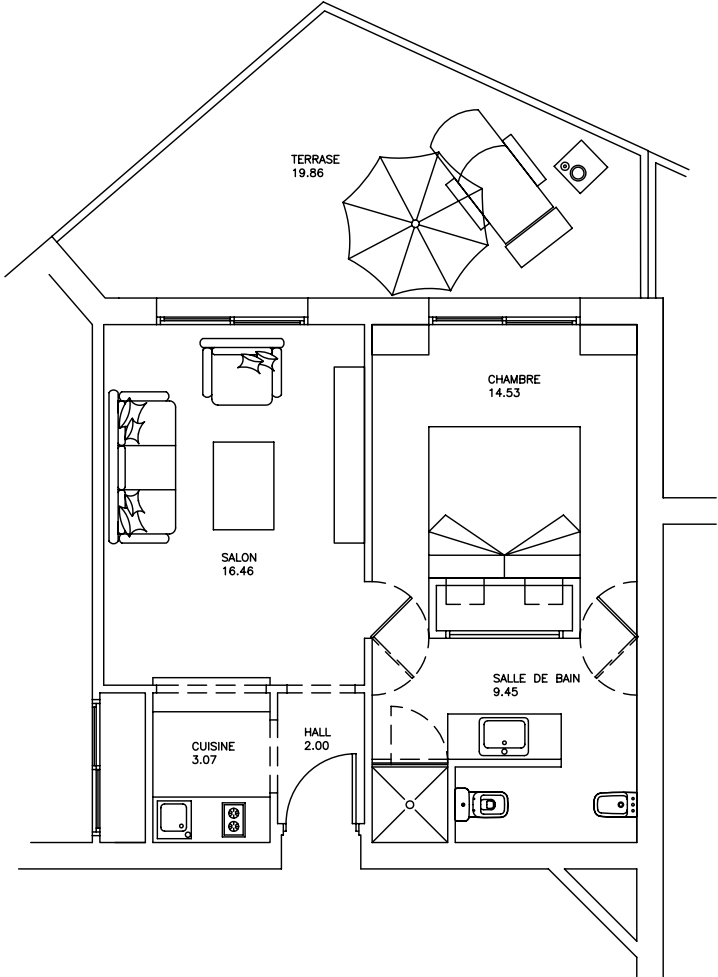 TERRASE
19.86
CHAMBRE
14.53
SALON
16.46
SALLE DE BAIN
9.45
HALL
2.00
CUISINE
3.07